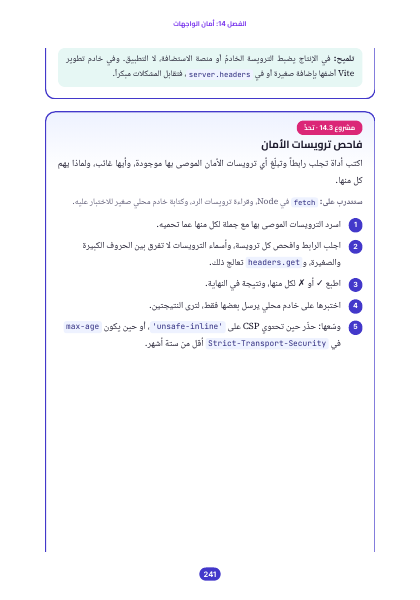 الفصل 14: أمان الواجهات
تلميح: في الإنتاج يضبط الترويسة الخادمُ أو منصة الاستضافة، لا التطبيق. وفي خادم تطوير
Vite أضفها بإضافة صغيرة أو في server.headers، فتقابل المشكلات مبكراً.
مشروع 14.3 · تحدٍّ
فاحص ترويسات الأمان
اكتب أداة تجلب رابطاً وتبلّغ أي ترويسات الأمان الموصى بها موجودة، وأيها غائب، ولماذا يهم
كل منها.
ستتدرب على: fetch في Node، وقراءة ترويسات الرد، وكتابة خادم محلي صغير للاختبار عليه.
1 اسرد الترويسات الموصى بها مع جملة لكل منها عما تحميه.
2 اجلب الرابط وافحص كل ترويسة، وأسماء الترويسات لا تفرق بين الحروف الكبيرة
والصغيرة، و headers.get تعالج ذلك.
3 اطبع ✓ أو ✗ لكل منها، ونتيجة في النهاية.
4 اختبرها على خادم محلي يرسل بعضها فقط، لترى النتيجتين.
5 وسّعها: حذّر حين تحتوي CSP على 'unsafe-inline'، أو حين يكون max-age
في Strict-Transport-Security أقل من ستة أشهر.
241